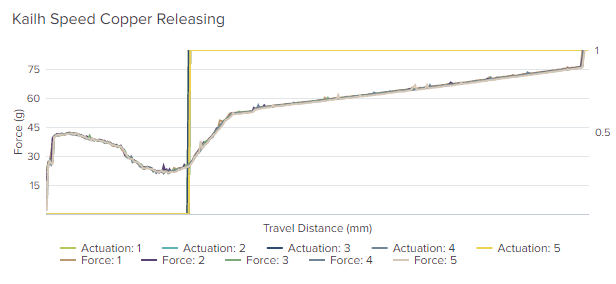 Kailh Speed Copper Releasing
75
60
45
30
15
Force (g)
1
0.5
Travel Distance (mm)
Actuation: 1 Actuation: 2 Actuation: 3 Actuation: 4 Actuation: 5
Force: 1 Force: 2 Force: 3 Force: 4 Force: 5